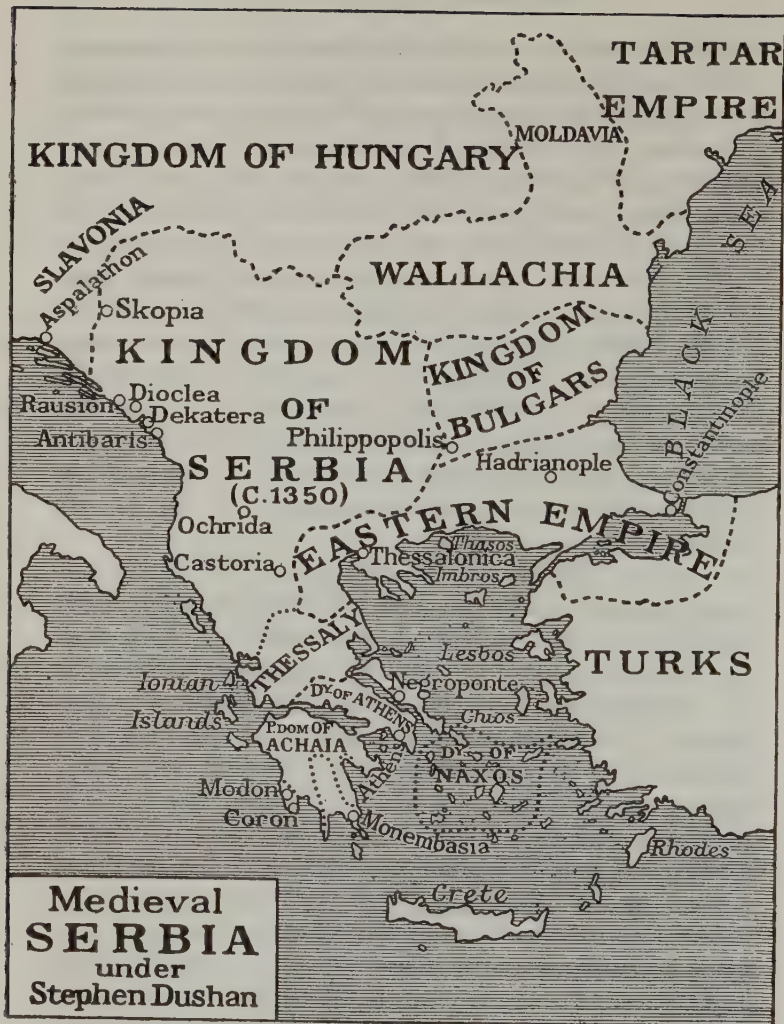 TARTAR
EMPIRE
MOLDAVIA
KINGDOM OF HUNGARY
SLAVONIA
Aspalathon
WALLACHIA
BLACK SEA
Skopia
KINGDOM
OF
SERBIA
(C.1350)
KINGDOM
OF
BULGARS
Rausion
Dioclea
Dekatera
Antibaris
Philippopolis
Hadrianople
Constantinople
Ochrida
EASTERN EMPIRE
Castoria
Thessalonica
Thasos
Imbros
THESSALY
Lesbos
TURKS
Ionian
Islands
DY. OF ATHENS
Negroponte
Chios
P.DOM OF
ACHAIA
Athens
DY. OF
NAXOS
Modon
Coron
Monembasia
Rhodes
Crete
Medieval
SERBIA
under
Stephen Dushan